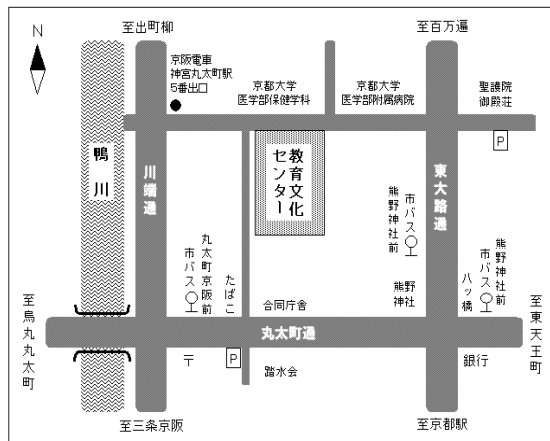 N
至出町柳
至百万遍
京阪電車
神宮丸太町駅
5番出口
京都大学
医学部保健学科
京都大学
医学部附属病院
聖護院
御殿荘
P
鴨川
川端通
教育文化
センター
東大路通
熊野神社前
市バス
丸太町京阪前
市バス
たばこ
合同庁舎
熊野
神社
八ッ橋
熊野神社前
市バス
至烏丸丸太町
丸太町通
至東天王町
〒
P
踏水会
銀行
至三条京阪
至京都駅